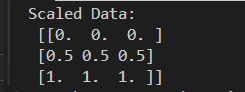 Scaled Data:
[[0.  0.  0. ]
[0.5 0.5 0.5]
[1.  1.  1. ]]